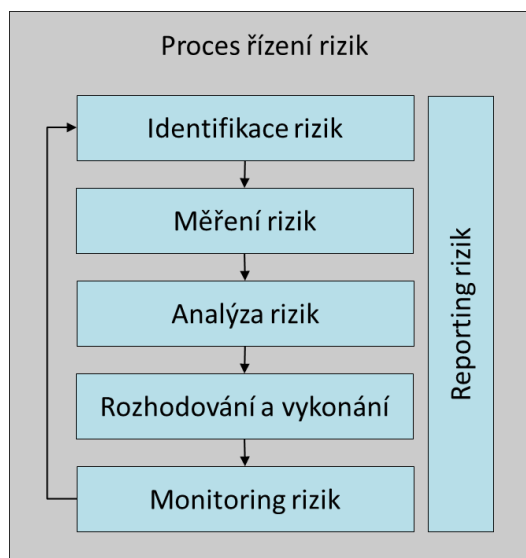 Proces řízení rizik
Identifikace rizik
Měření rizik
Analýza rizik
Rozhodování a vykonání
Monitoring rizik
Reporting rizik